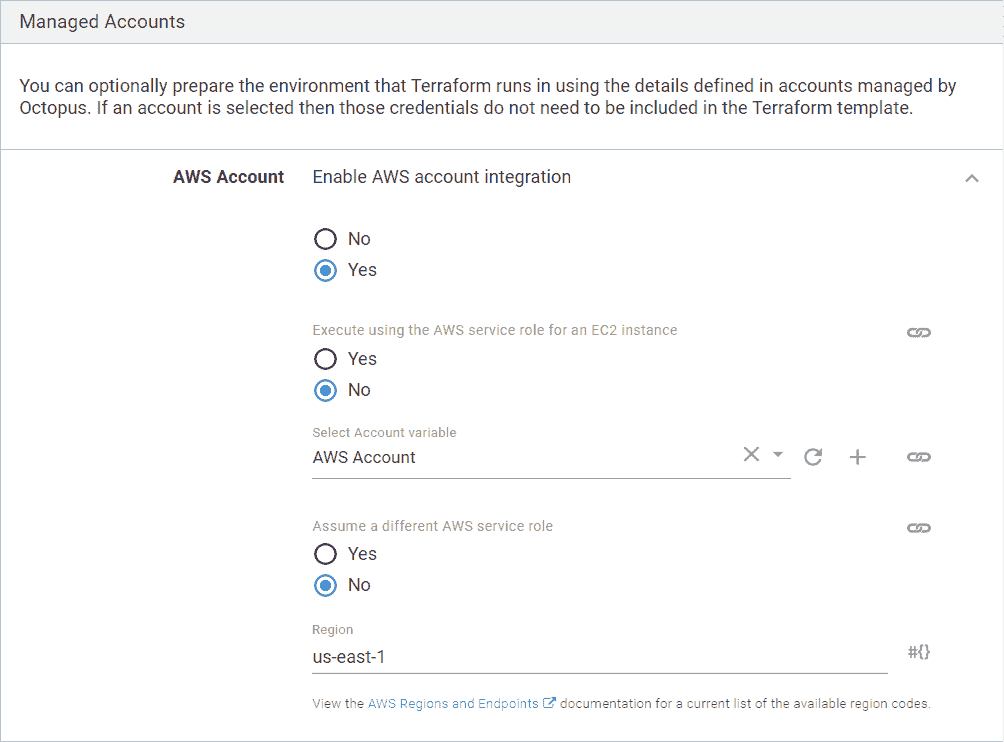 Managed Accounts
You can optionally prepare the environment that Terraform runs in using the details defined in accounts managed by
Octopus. If an account is selected then those credentials do not need to be included in the Terraform template.
AWS Account Enable AWS account integration
No
Yes
Execute using the AWS service role for an EC2 instance
Yes
No
Select Account variable
AWS Account
Assume a different AWS service role
Yes
No
Region
us-east-1 #{}
View the AWS Regions and Endpoints documentation for a current list of the available region codes.